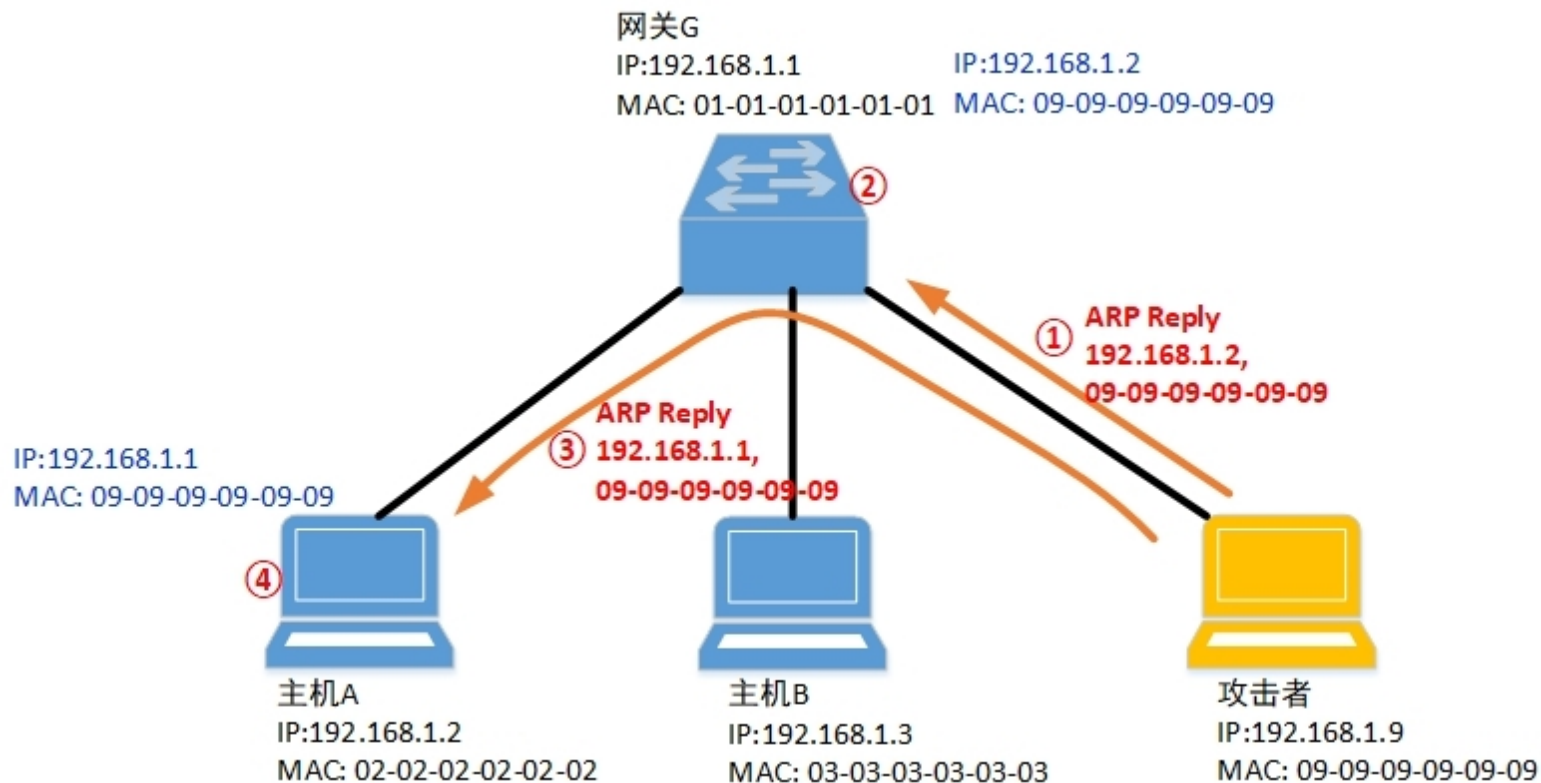 网关G
IP:192.168.1.1
MAC: 01-01-01-01-01-01
IP:192.168.1.2
MAC: 09-09-09-09-09-09
②
①
ARP Reply
192.168.1.2,
09-09-09-09-09-09
③
ARP Reply
192.168.1.1,
09-09-09-09-09-09
IP:192.168.1.1
MAC: 09-09-09-09-09-09
④
主机A
IP:192.168.1.2
MAC: 02-02-02-02-02-02
主机B
IP:192.168.1.3
MAC: 03-03-03-03-03-03
攻击者
IP:192.168.1.9
MAC: 09-09-09-09-09-09